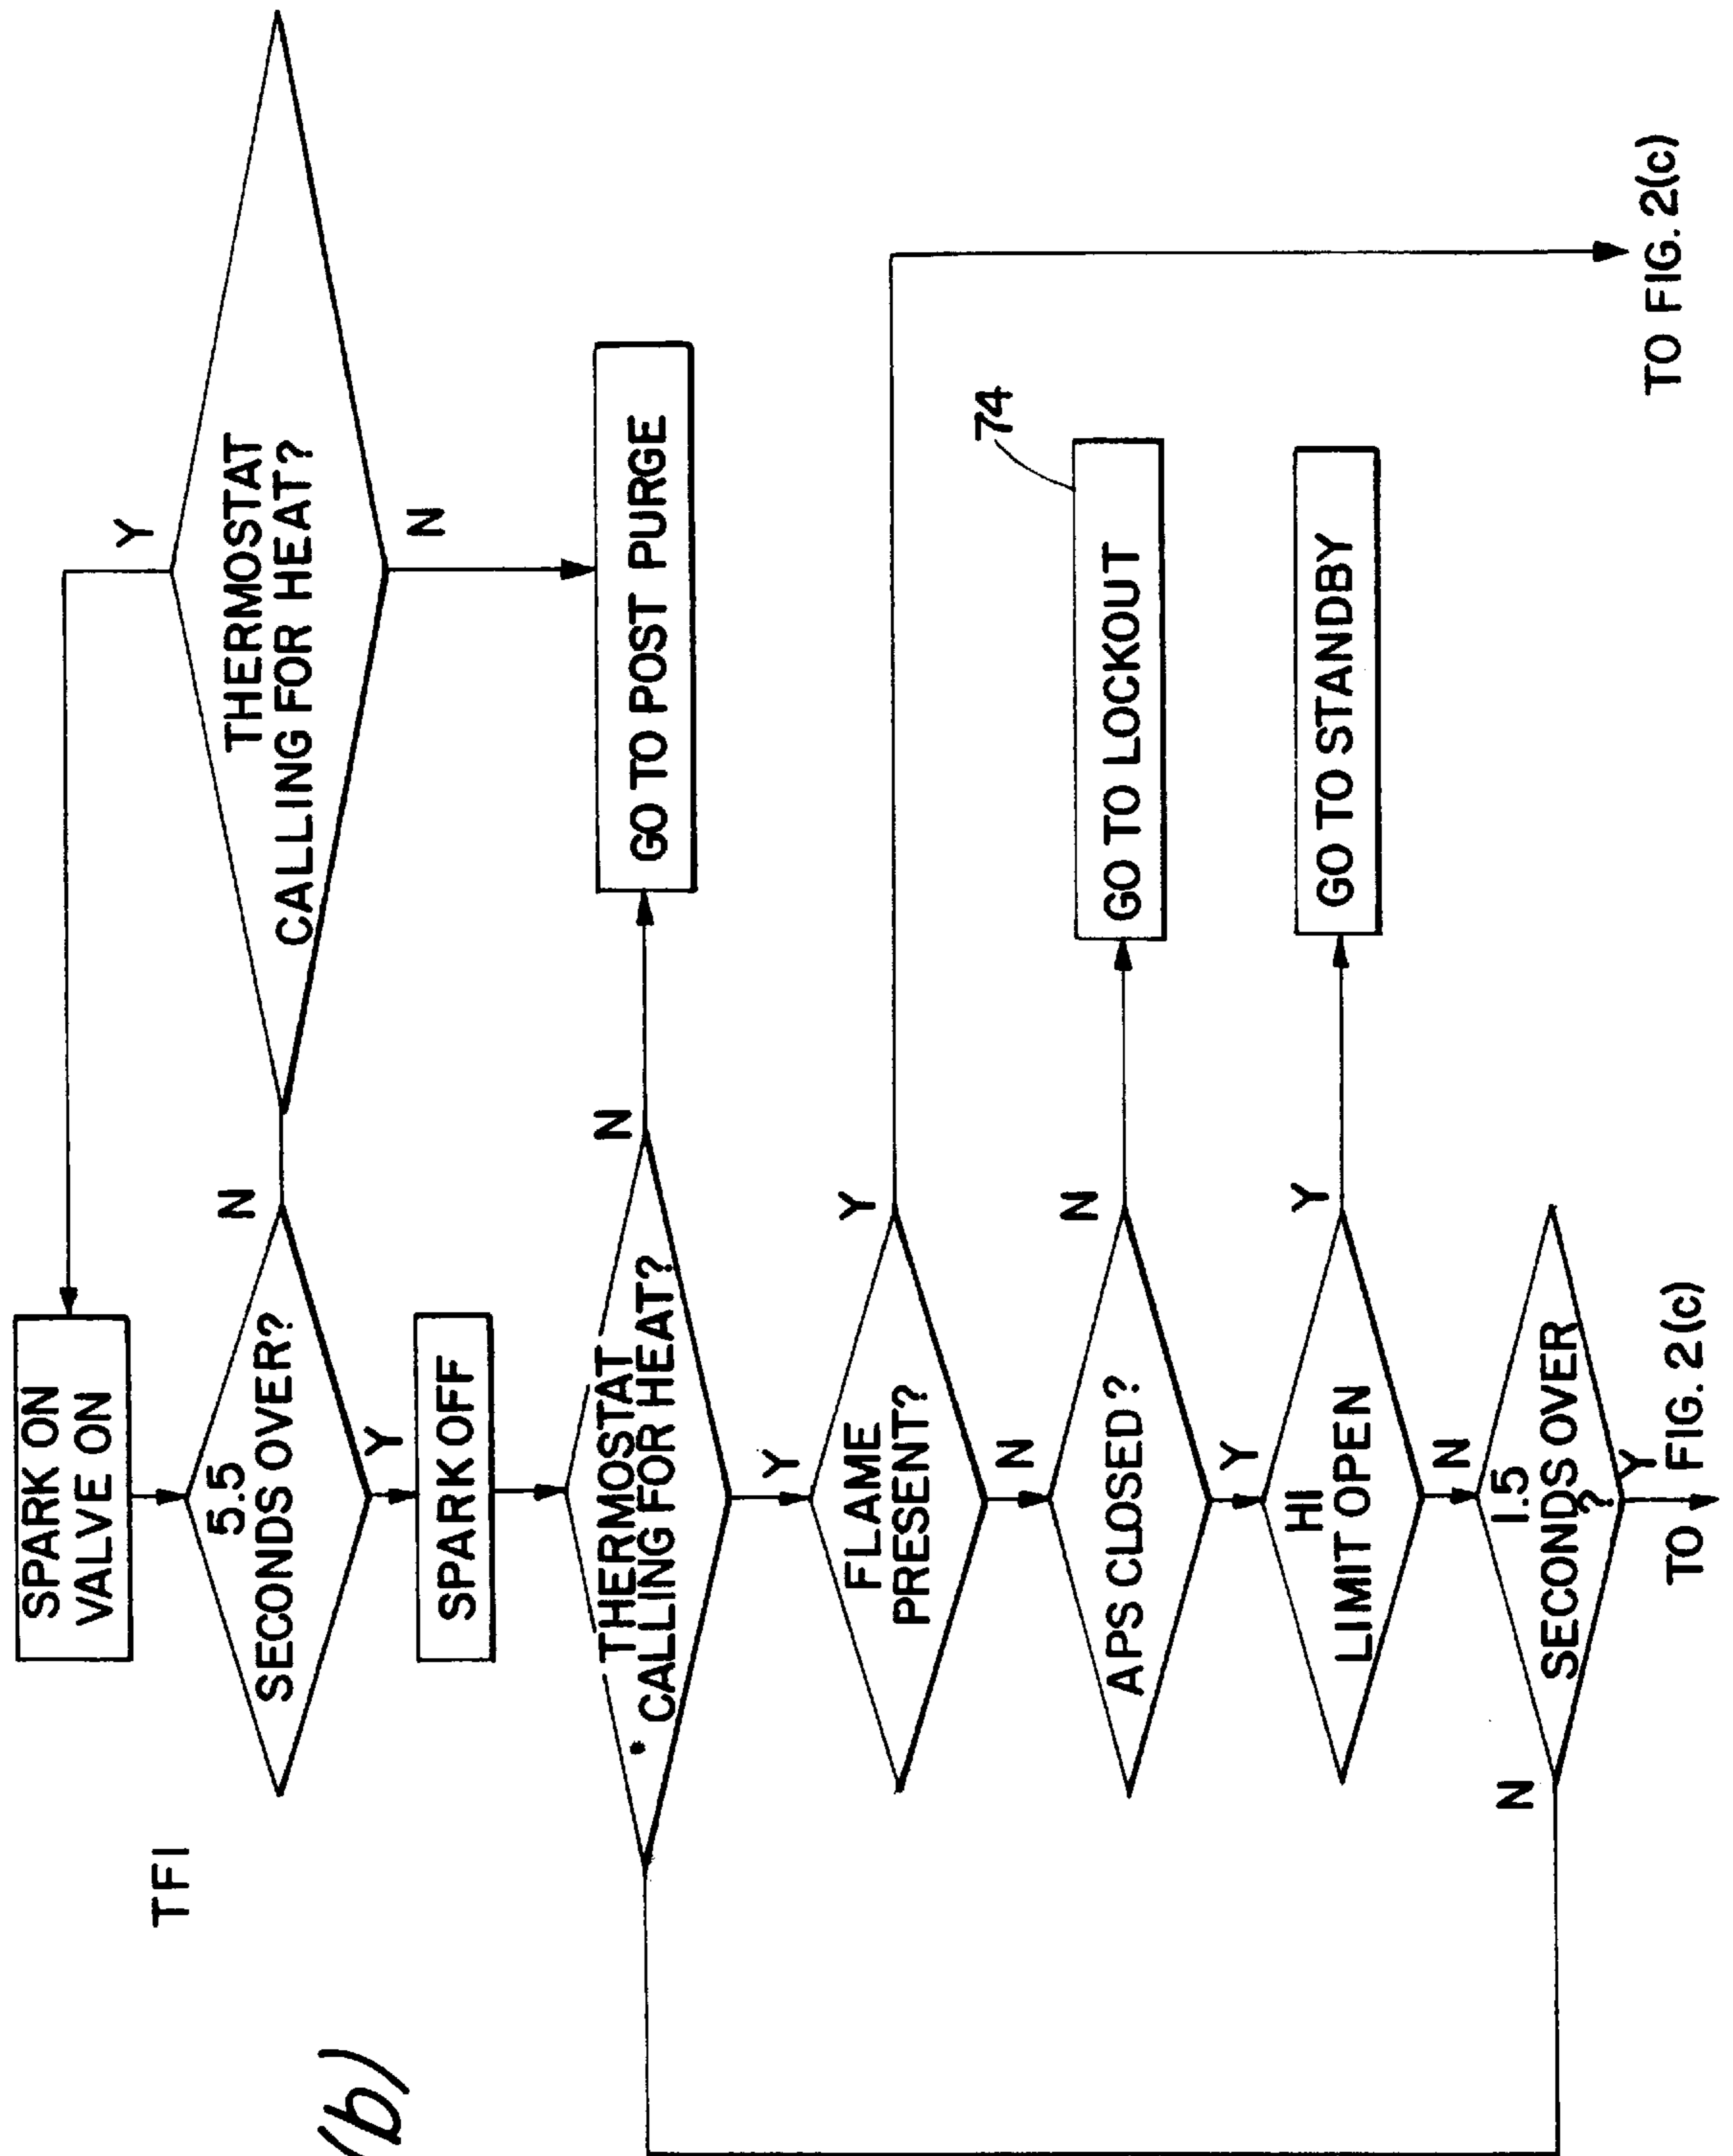 TFI
SPARK ON
VALVE ON
5.5
SECONDS OVER?
N
Y
THERMOSTAT
CALLING FOR HEAT?
Y
N
SPARK OFF
THERMOSTAT
CALLING FOR HEAT?
N
Y
GO TO POST PURGE
FLAME
PRESENT?
Y
N
APS CLOSED?
N
Y
GO TO LOCKOUT
74
HI
LIMIT OPEN
Y
N
GO TO STANDBY
1.5
SECONDS OVER
?
N
Y
TO FIG. 2(c)
TO FIG. 2(c)
(b)